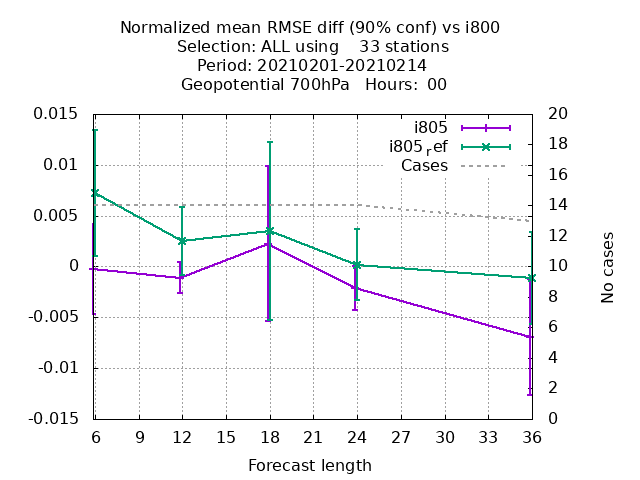 Normalized mean RMSE diff (90% conf) vs i800
Selection: ALL using    33 stations
Period: 20210201-20210214
Geopotential 700hPa   Hours:  00
0.015
0.01
0.005
0
-0.005
-0.01
-0.015
20
18
16
14
12
10
8
6
4
2
0
i805
i805ref
Cases
No cases
6 9 12 15 18 21 24 27 30 33 36
Forecast length